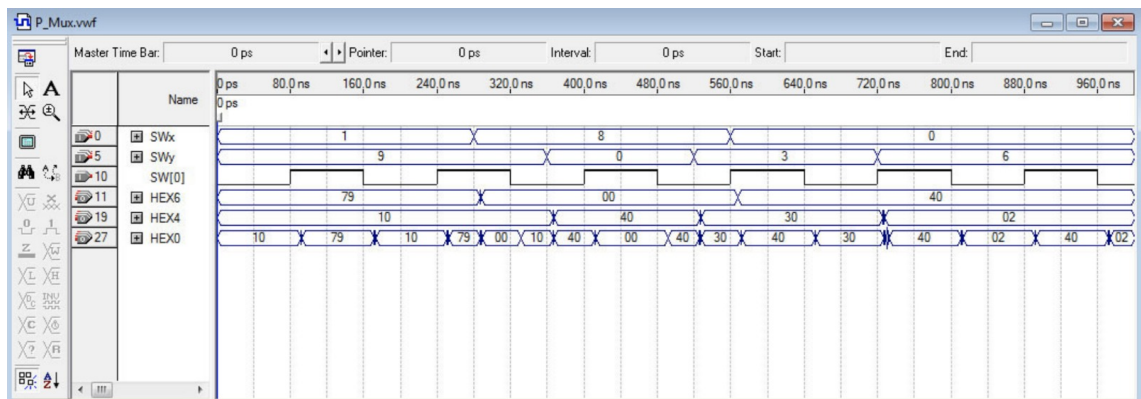 P_Mux.vwf
Master Time Bar: 0 ps Pointer: 0 ps Interval: 0 ps Start: End:
0 ps 80.0 ns 160.0 ns 240.0 ns 320.0 ns 400.0 ns 480.0 ns 560.0 ns 640.0 ns 720.0 ns 800.0 ns 880.0 ns 960.0 ns
Name
0 ps
0 SWx 1 8 0
5 SWy 9 0 3 6
10 SW[0]
11 HEX6 79 00 40
19 HEX4 10 40 30 02
27 HEX0 10 79 10 79 00 10 40 00 40 30 40 30 40 02 40 02